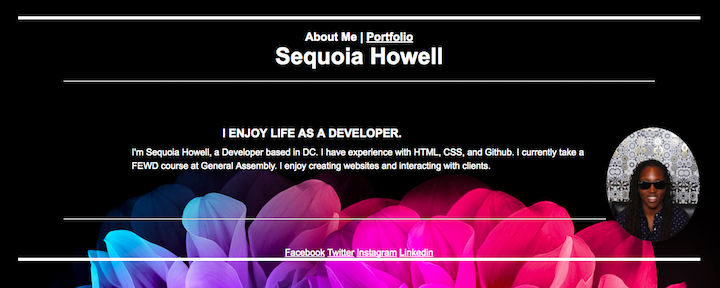 About Me | Portfolio
Sequoia Howell
I ENJOY LIFE AS A DEVELOPER.
I'm Sequoia Howell, a Developer based in DC. I have experience with HTML, CSS, and Github. I currently take a
FEWD course at General Assembly. I enjoy creating websites and interacting with clients.
Facebook Twitter Instagram Linkedin